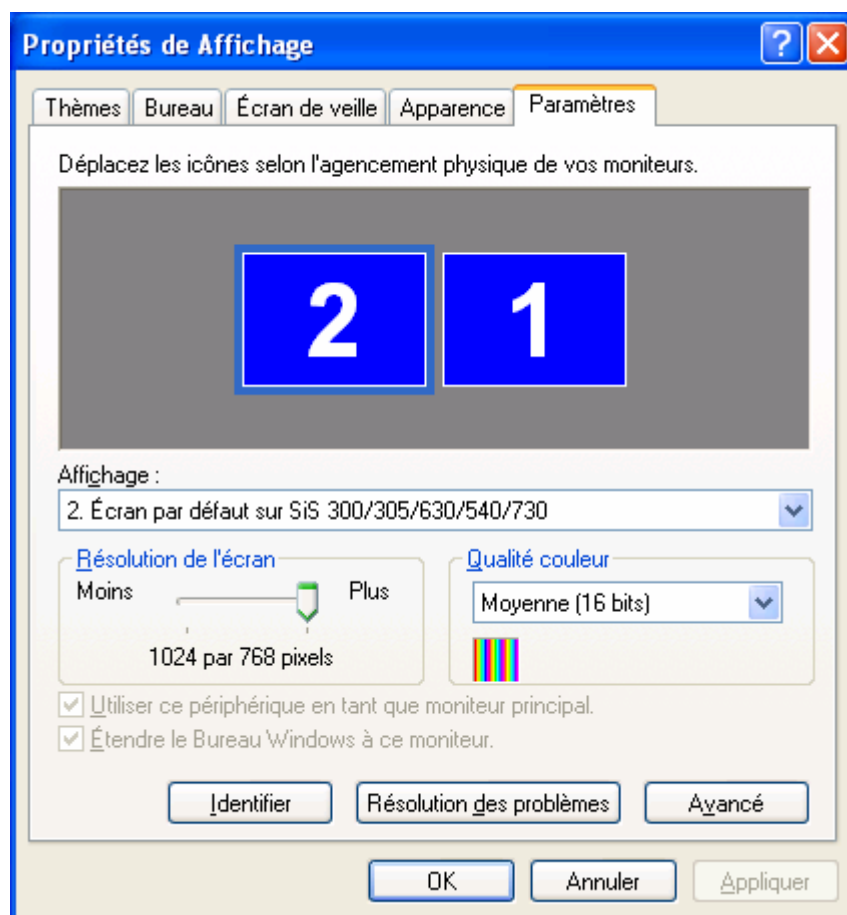 Propriétés de Affichage
Thèmes Bureau Écran de veille Apparence Paramètres
Déplacez les icônes selon l'agencement physique de vos moniteurs.
2 1
Affichage :
2. Écran par défaut sur SiS 300/305/630/540/730
Résolution de l'écran Qualité couleur
Moins Plus Moyenne (16 bits)
1024 par 768 pixels
Utiliser ce périphérique en tant que moniteur principal.
Étendre le Bureau Windows à ce moniteur.
Identifier Résolution des problèmes Avancé
OK Annuler Appliquer